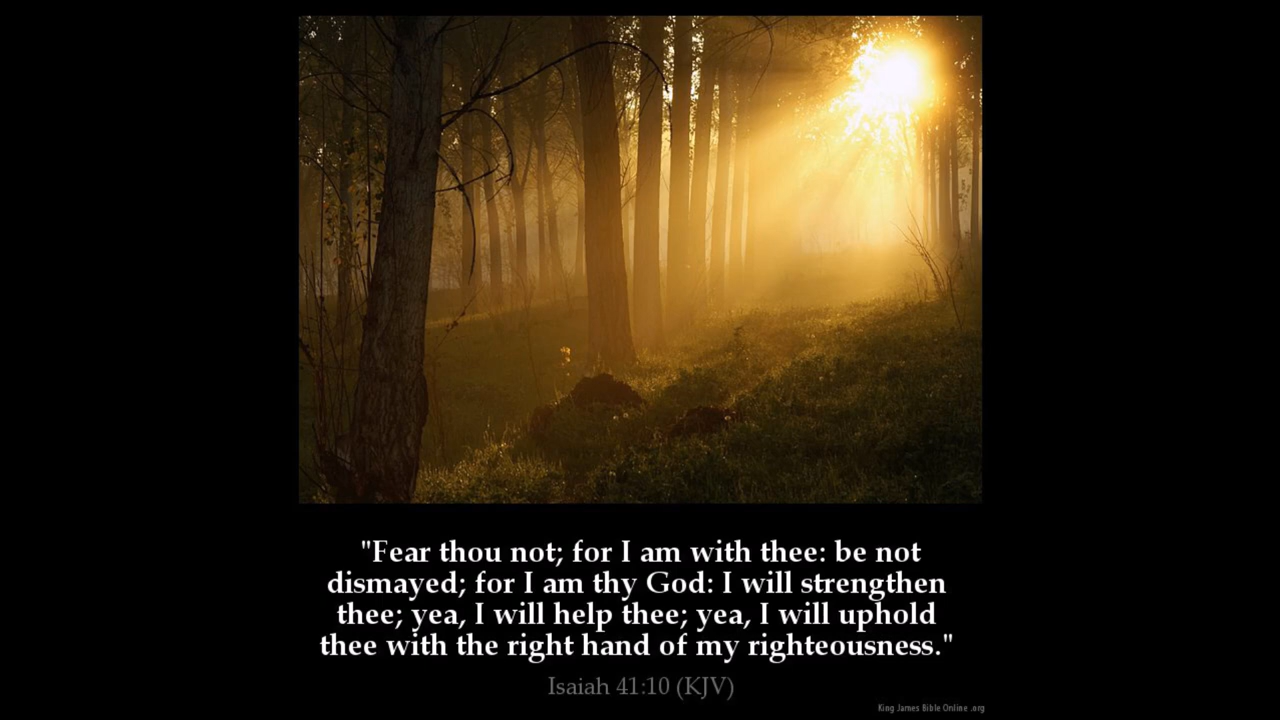 "Fear thou not; for I am with thee: be not
dismayed; for I am thy God: I will strengthen
thee; yea, I will help thee; yea, I will uphold
thee with the right hand of my righteousness."
Isaiah 41:10 (KJV)
King James Bible Online .org